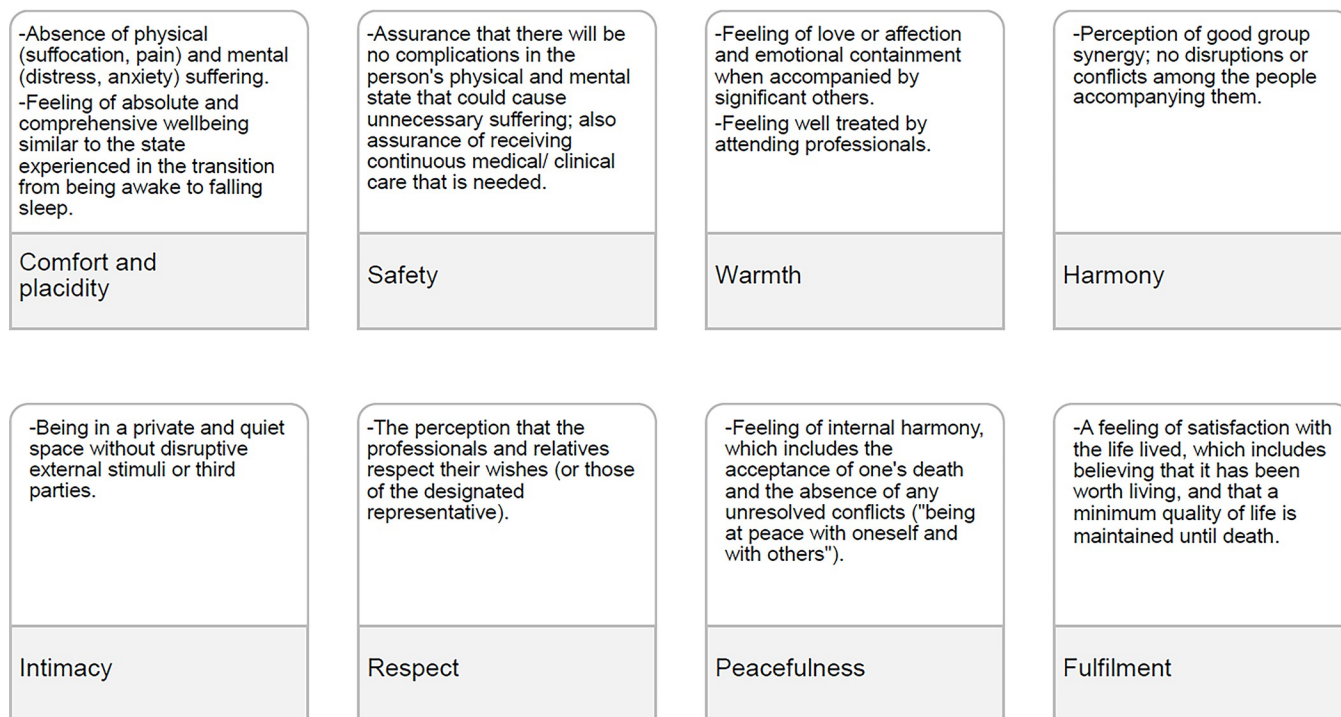 -Absence of physical
(suffocation, pain) and mental
(distress, anxiety) suffering.
-Feeling of absolute and
comprehensive wellbeing
similar to the state
experienced in the transition
from being awake to falling
sleep.
Comfort and
placidity
-Assurance that there will be
no complications in the
person's physical and mental
state that could cause
unnecessary suffering; also
assurance of receiving
continuous medical/ clinical
care that is needed.
Safety
-Feeling of love or affection
and emotional containment
when accompanied by
significant others.
-Feeling well treated by
attending professionals.
Warmth
-Perception of good group
synergy; no disruptions or
conflicts among the people
accompanying them.
Harmony
-Being in a private and quiet
space without disruptive
external stimuli or third
parties.
Intimacy
-The perception that the
professionals and relatives
respect their wishes (or those
of the designated
representative).
Respect
-Feeling of internal harmony,
which includes the
acceptance of one's death
and the absence of any
unresolved conflicts ("being
at peace with oneself and
with others").
Peacefulness
-A feeling of satisfaction with
the life lived, which includes
believing that it has been
worth living, and that a
minimum quality of life is
maintained until death.
Fulfilment